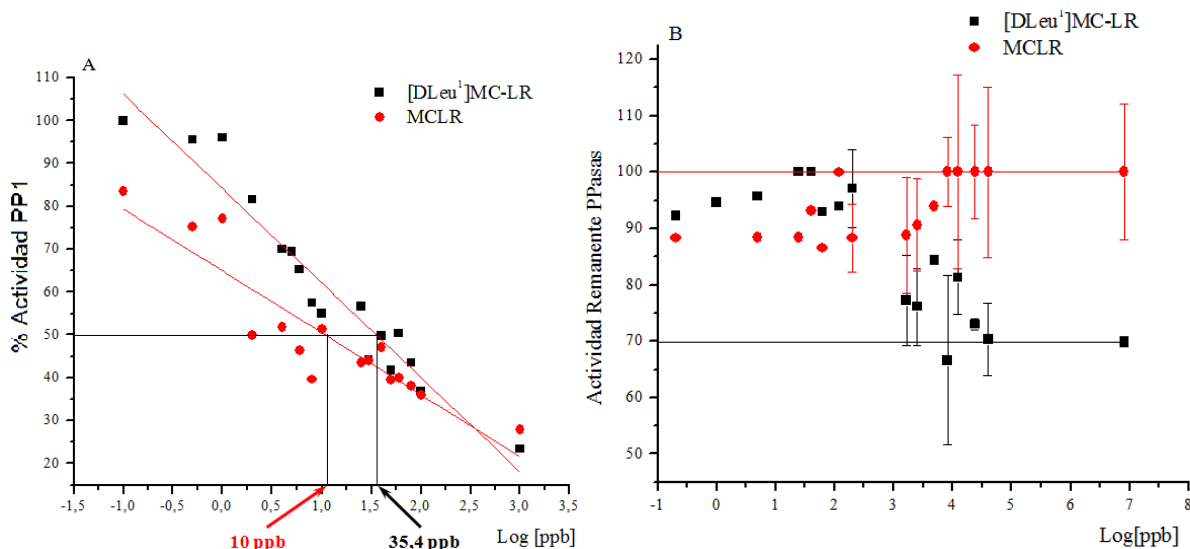 A
[DLeu¹]MC-LR
MCLR
% Actividad PP1
110
100
90
80
70
60
50
40
30
20
-1,5 -1,0 -0,5 0,0 0,5 1,0 1,5 2,0 2,5 3,0 3,5
Log [ppb]
10 ppb
35,4 ppb
B
[DLeu¹]MC-LR
MCLR
Actividad Remanente PPasas
120
110
100
90
80
70
60
50
-1 0 1 2 3 4 5 6 7 8
Log[ppb]